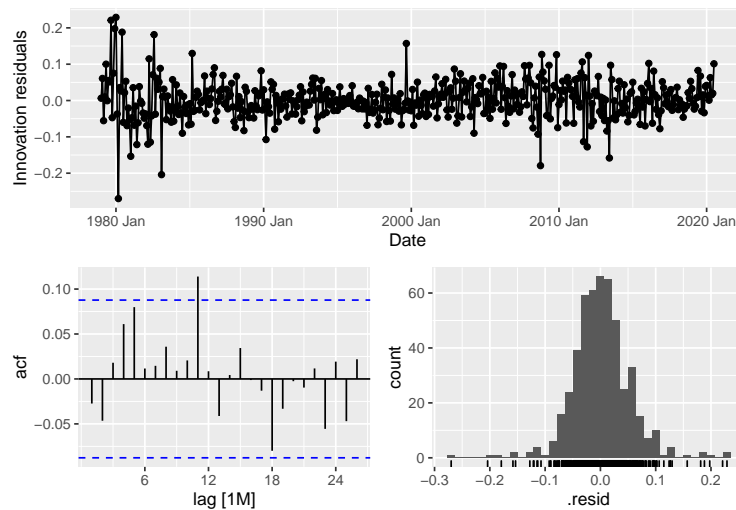 Innovation residuals
0.2
0.1
0.0
−0.1
−0.2
1980 Jan 1990 Jan 2000 Jan 2010 Jan 2020 Jan
Date
acf
0.10
0.05
0.00
−0.05
6 12 18 24
lag [1M]
count
60
40
20
0
−0.3 −0.2 −0.1 0.0 0.1 0.2
.resid